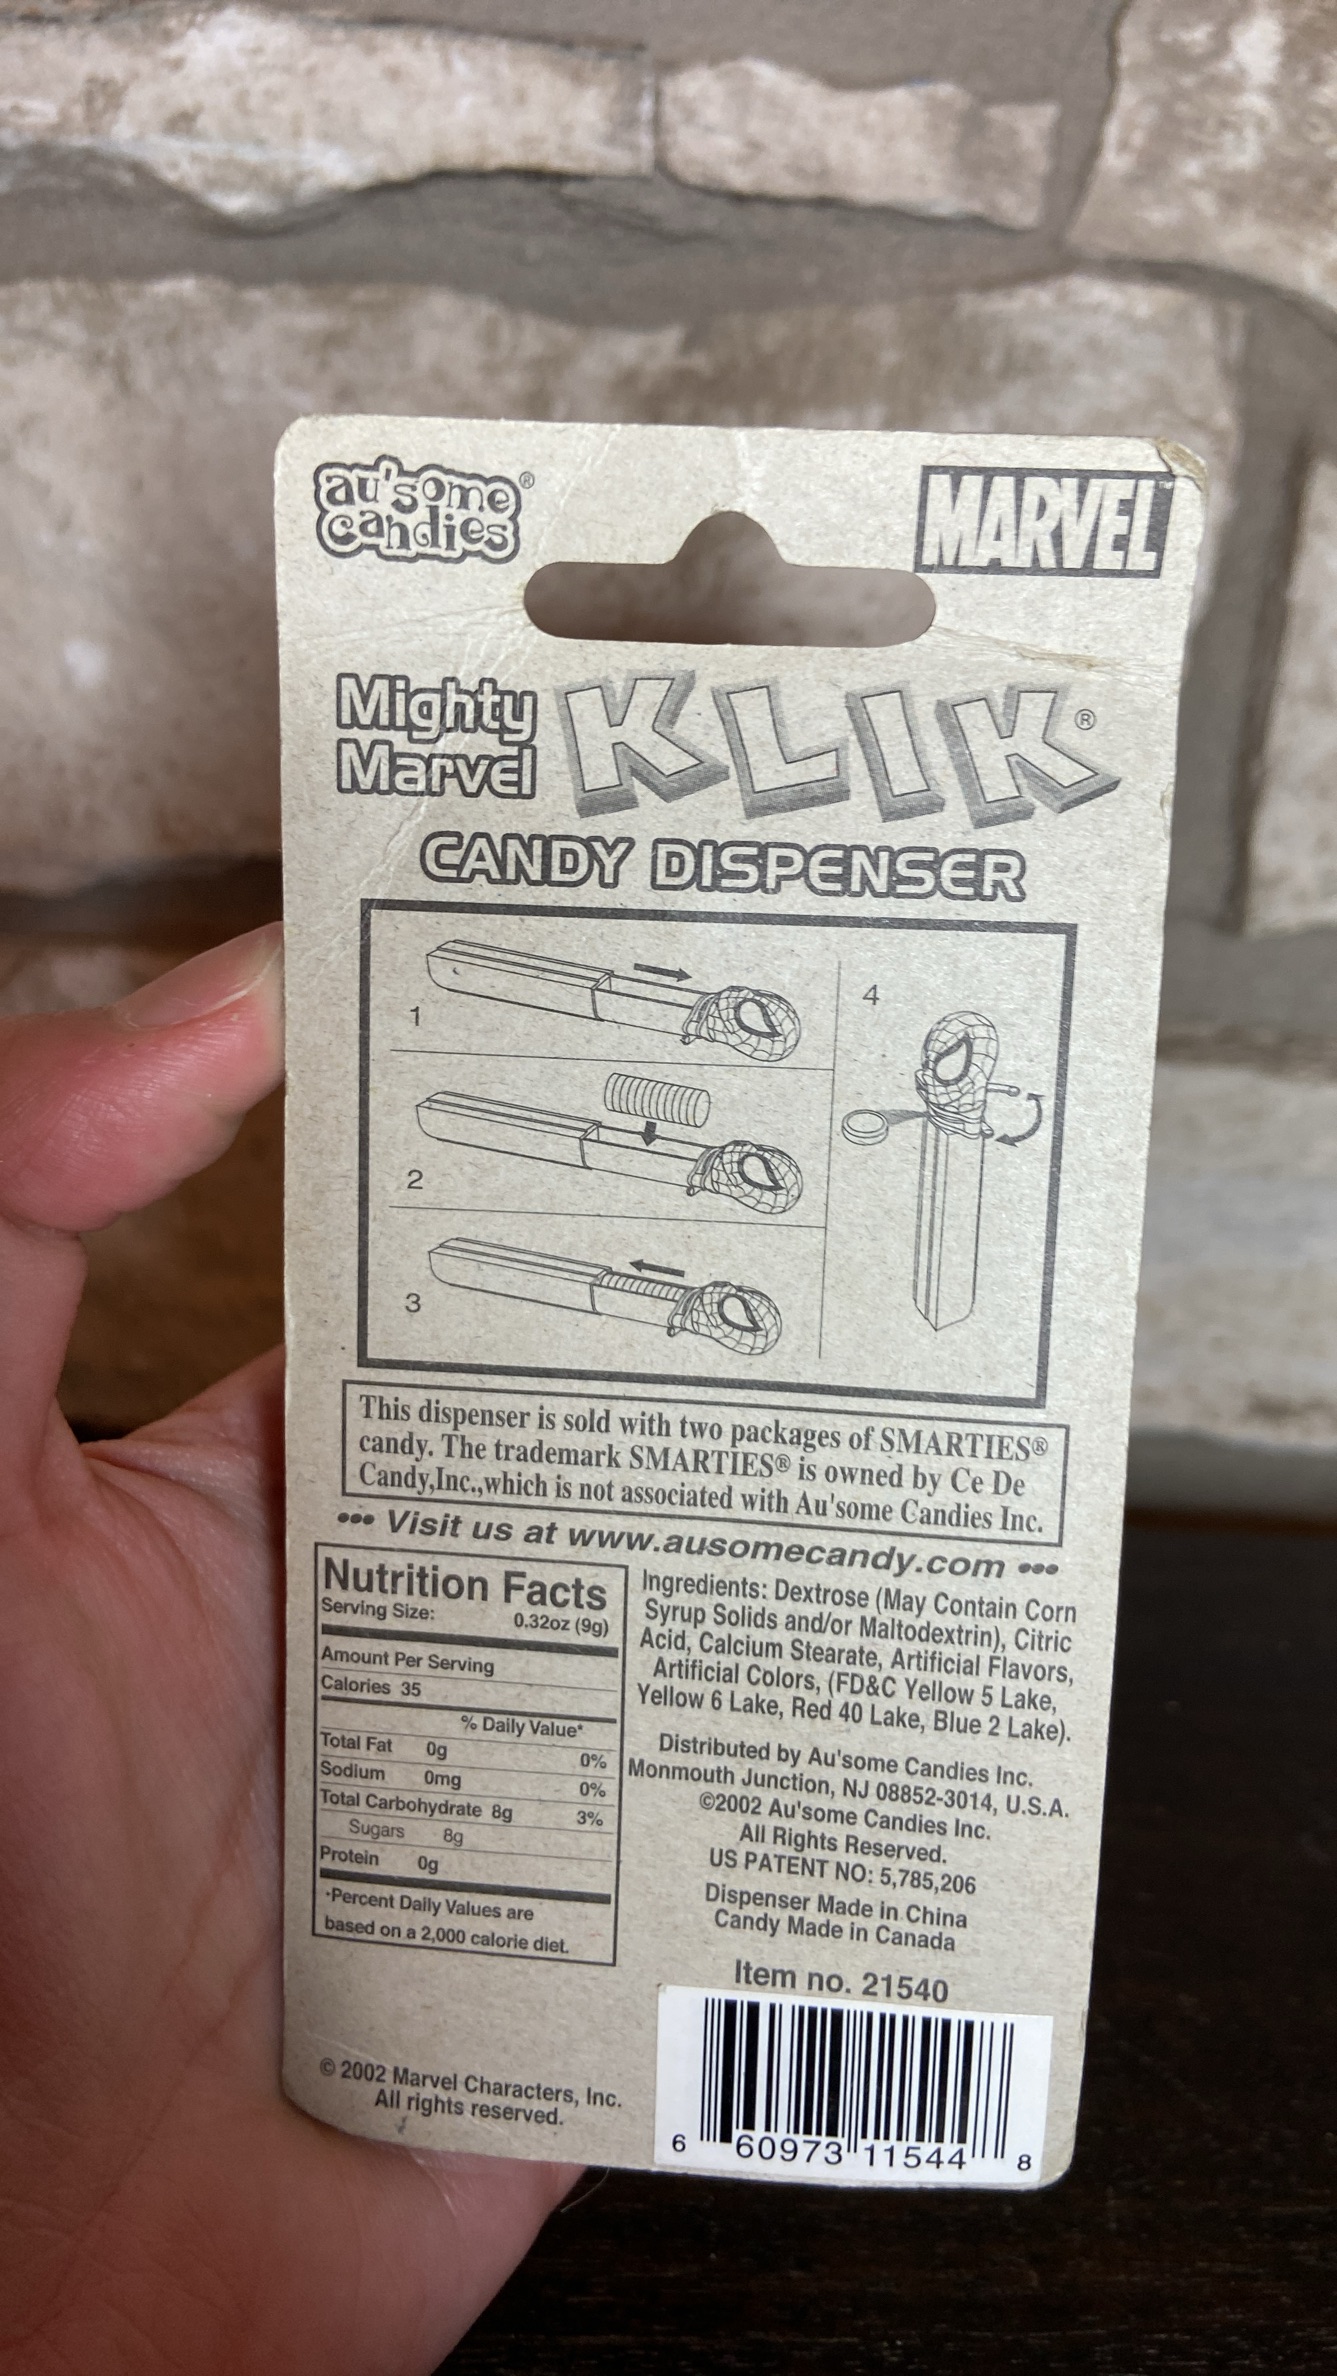 au'some®
candies
MARVEL™
Mighty
Marvel
KLIK®
CANDY DISPENSER
1
2
3
4
This dispenser is sold with two packages of SMARTIES®
candy. The trademark SMARTIES® is owned by Ce De
Candy,Inc.,which is not associated with Au'some Candies Inc.
••• Visit us at www.ausomecandy.com •••
Nutrition Facts
Serving Size: 0.32oz (9g)
Amount Per Serving
Calories 35
% Daily Value*
Total Fat 0g 0%
Sodium 0mg 0%
Total Carbohydrate 8g 3%
Sugars 8g
Protein 0g
*Percent Daily Values are
based on a 2,000 calorie diet.
Ingredients: Dextrose (May Contain Corn
Syrup Solids and/or Maltodextrin), Citric
Acid, Calcium Stearate, Artificial Flavors,
Artificial Colors, (FD&C Yellow 5 Lake,
Yellow 6 Lake, Red 40 Lake, Blue 2 Lake).
Distributed by Au'some Candies Inc.
Monmouth Junction, NJ 08852-3014, U.S.A.
©2002 Au'some Candies Inc.
All Rights Reserved.
US PATENT NO: 5,785,206
Dispenser Made in China
Candy Made in Canada
Item no. 21540
© 2002 Marvel Characters, Inc.
All rights reserved.
6 60973 11544 8